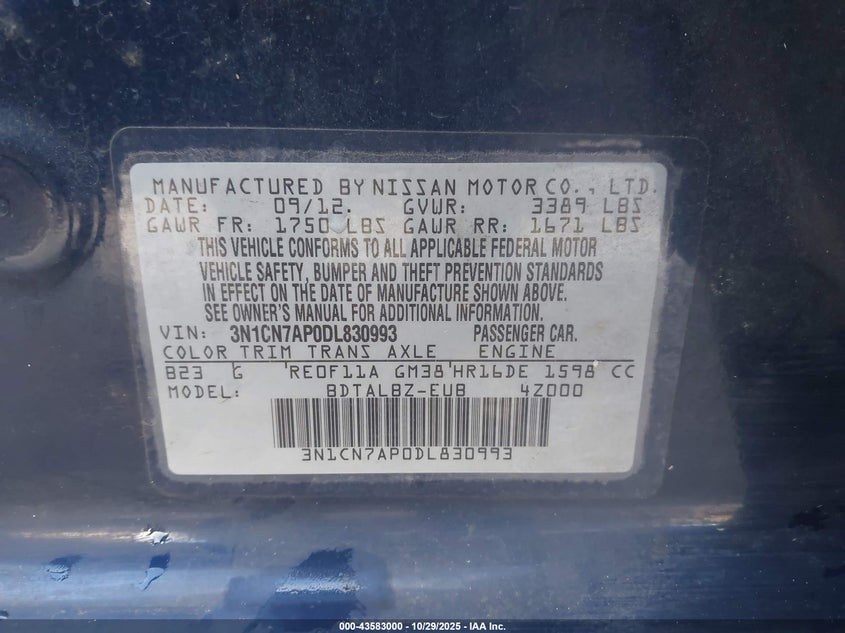 MANUFACTURED BY NISSAN MOTOR CO., LTD.
DATE: 09/12. GVWR: 3389 LBS
GAWR FR: 1750 LBS GAWR RR: 1671 LBS
THIS VEHICLE CONFORMS TO ALL APPLICABLE FEDERAL MOTOR
VEHICLE SAFETY, BUMPER AND THEFT PREVENTION STANDARDS
IN EFFECT ON THE DATE OF MANUFACTURE SHOWN ABOVE.
SEE OWNER'S MANUAL FOR ADDITIONAL INFORMATION.
VIN: 3N1CN7AP0DL830993 PASSENGER CAR.
COLOR TRIM TRANS AXLE ENGINE
B23 G RE0F11A GM38 HR16DE 1598 CC
MODEL: BDTALBZ-EUB 4Z000
3N1CN7AP0DL830993
000-43583000 - 10/29/2025 - IAA Inc.